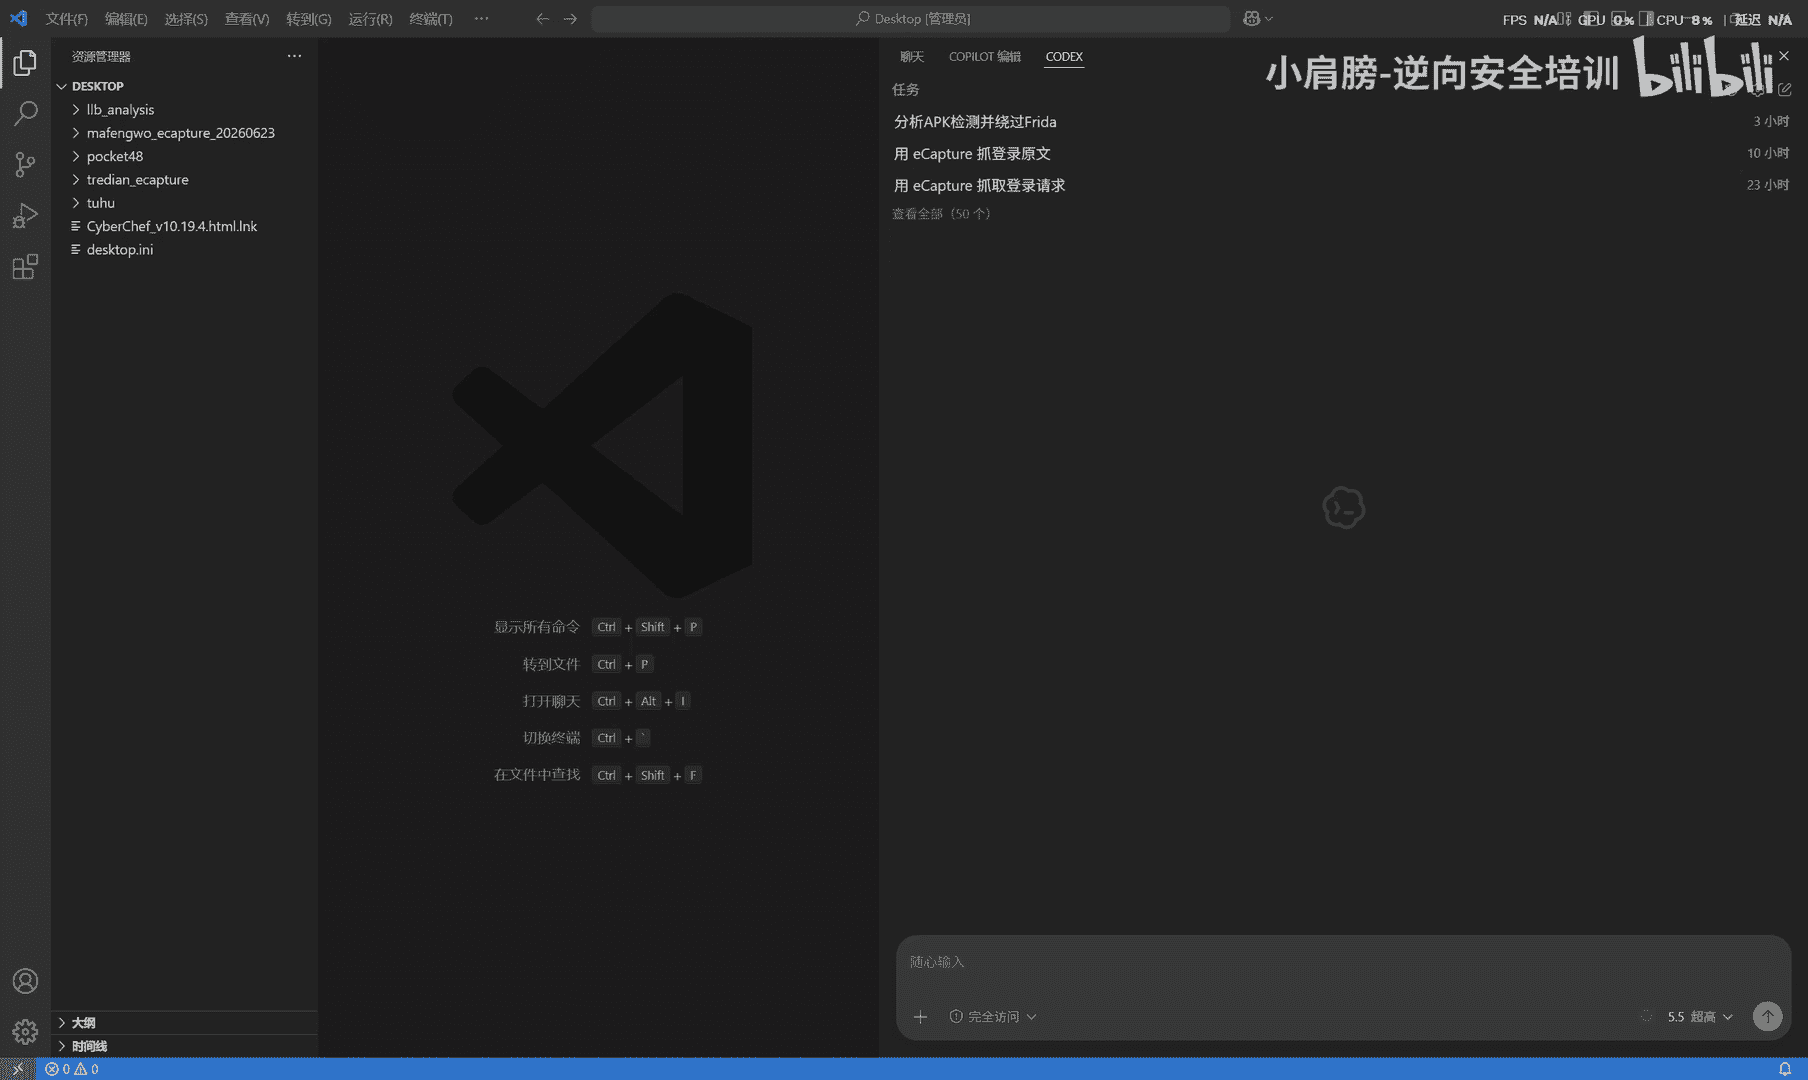 文件(F) 编辑(E) 选择(S) 查看(V) 转到(G) 运行(R) 终端(T) ··· Desktop [管理员]
FPS N/A GPU 0% CPU 8% 延迟 N/A
小肩膀-逆向安全培训 bilibili
资源管理器 ···
DESKTOP
llb_analysis
mafengwo_ecapture_20260623
pocket48
tredian_ecapture
tuhu
CyberChef_v10.19.4.html.lnk
desktop.ini
大纲
时间线
显示所有命令 Ctrl + Shift + P
转到文件 Ctrl + P
打开聊天 Ctrl + Alt + I
切换终端 Ctrl + `
在文件中查找 Ctrl + Shift + F
聊天 COPILOT 编辑 CODEX
任务
分析APK检测并绕过Frida 3 小时
用 eCapture 抓登录原文 10 小时
用 eCapture 抓取登录请求 23 小时
查看全部（50 个）
随心输入
完全访问 5.5 超高
0 0